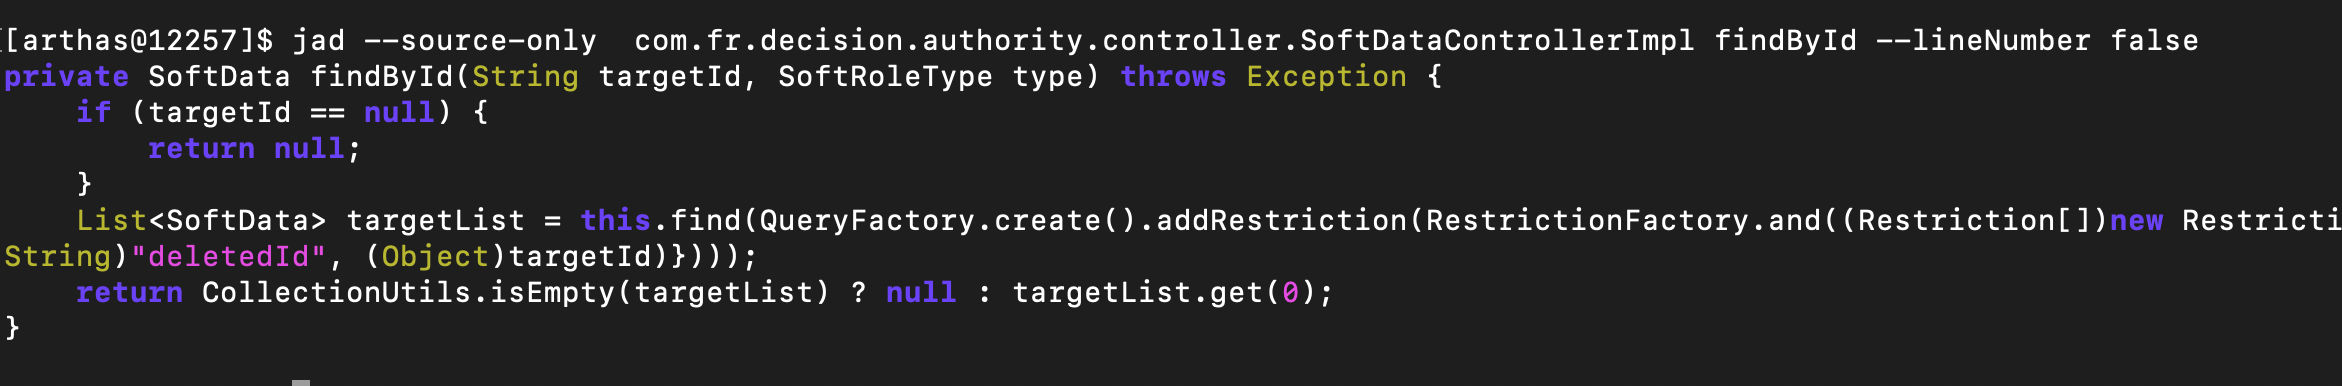 [arthas@12257]$ jad --source-only  com.fr.decision.authority.controller.SoftDataControllerImpl findById --lineNumber false
private SoftData findById(String targetId, SoftRoleType type) throws Exception {
    if (targetId == null) {
        return null;
    }
    List<SoftData> targetList = this.find(QueryFactory.create().addRestriction(RestrictionFactory.and((Restriction[])new Restricti
String)"deletedId", (Object)targetId)})));
    return CollectionUtils.isEmpty(targetList) ? null : targetList.get(0);
}